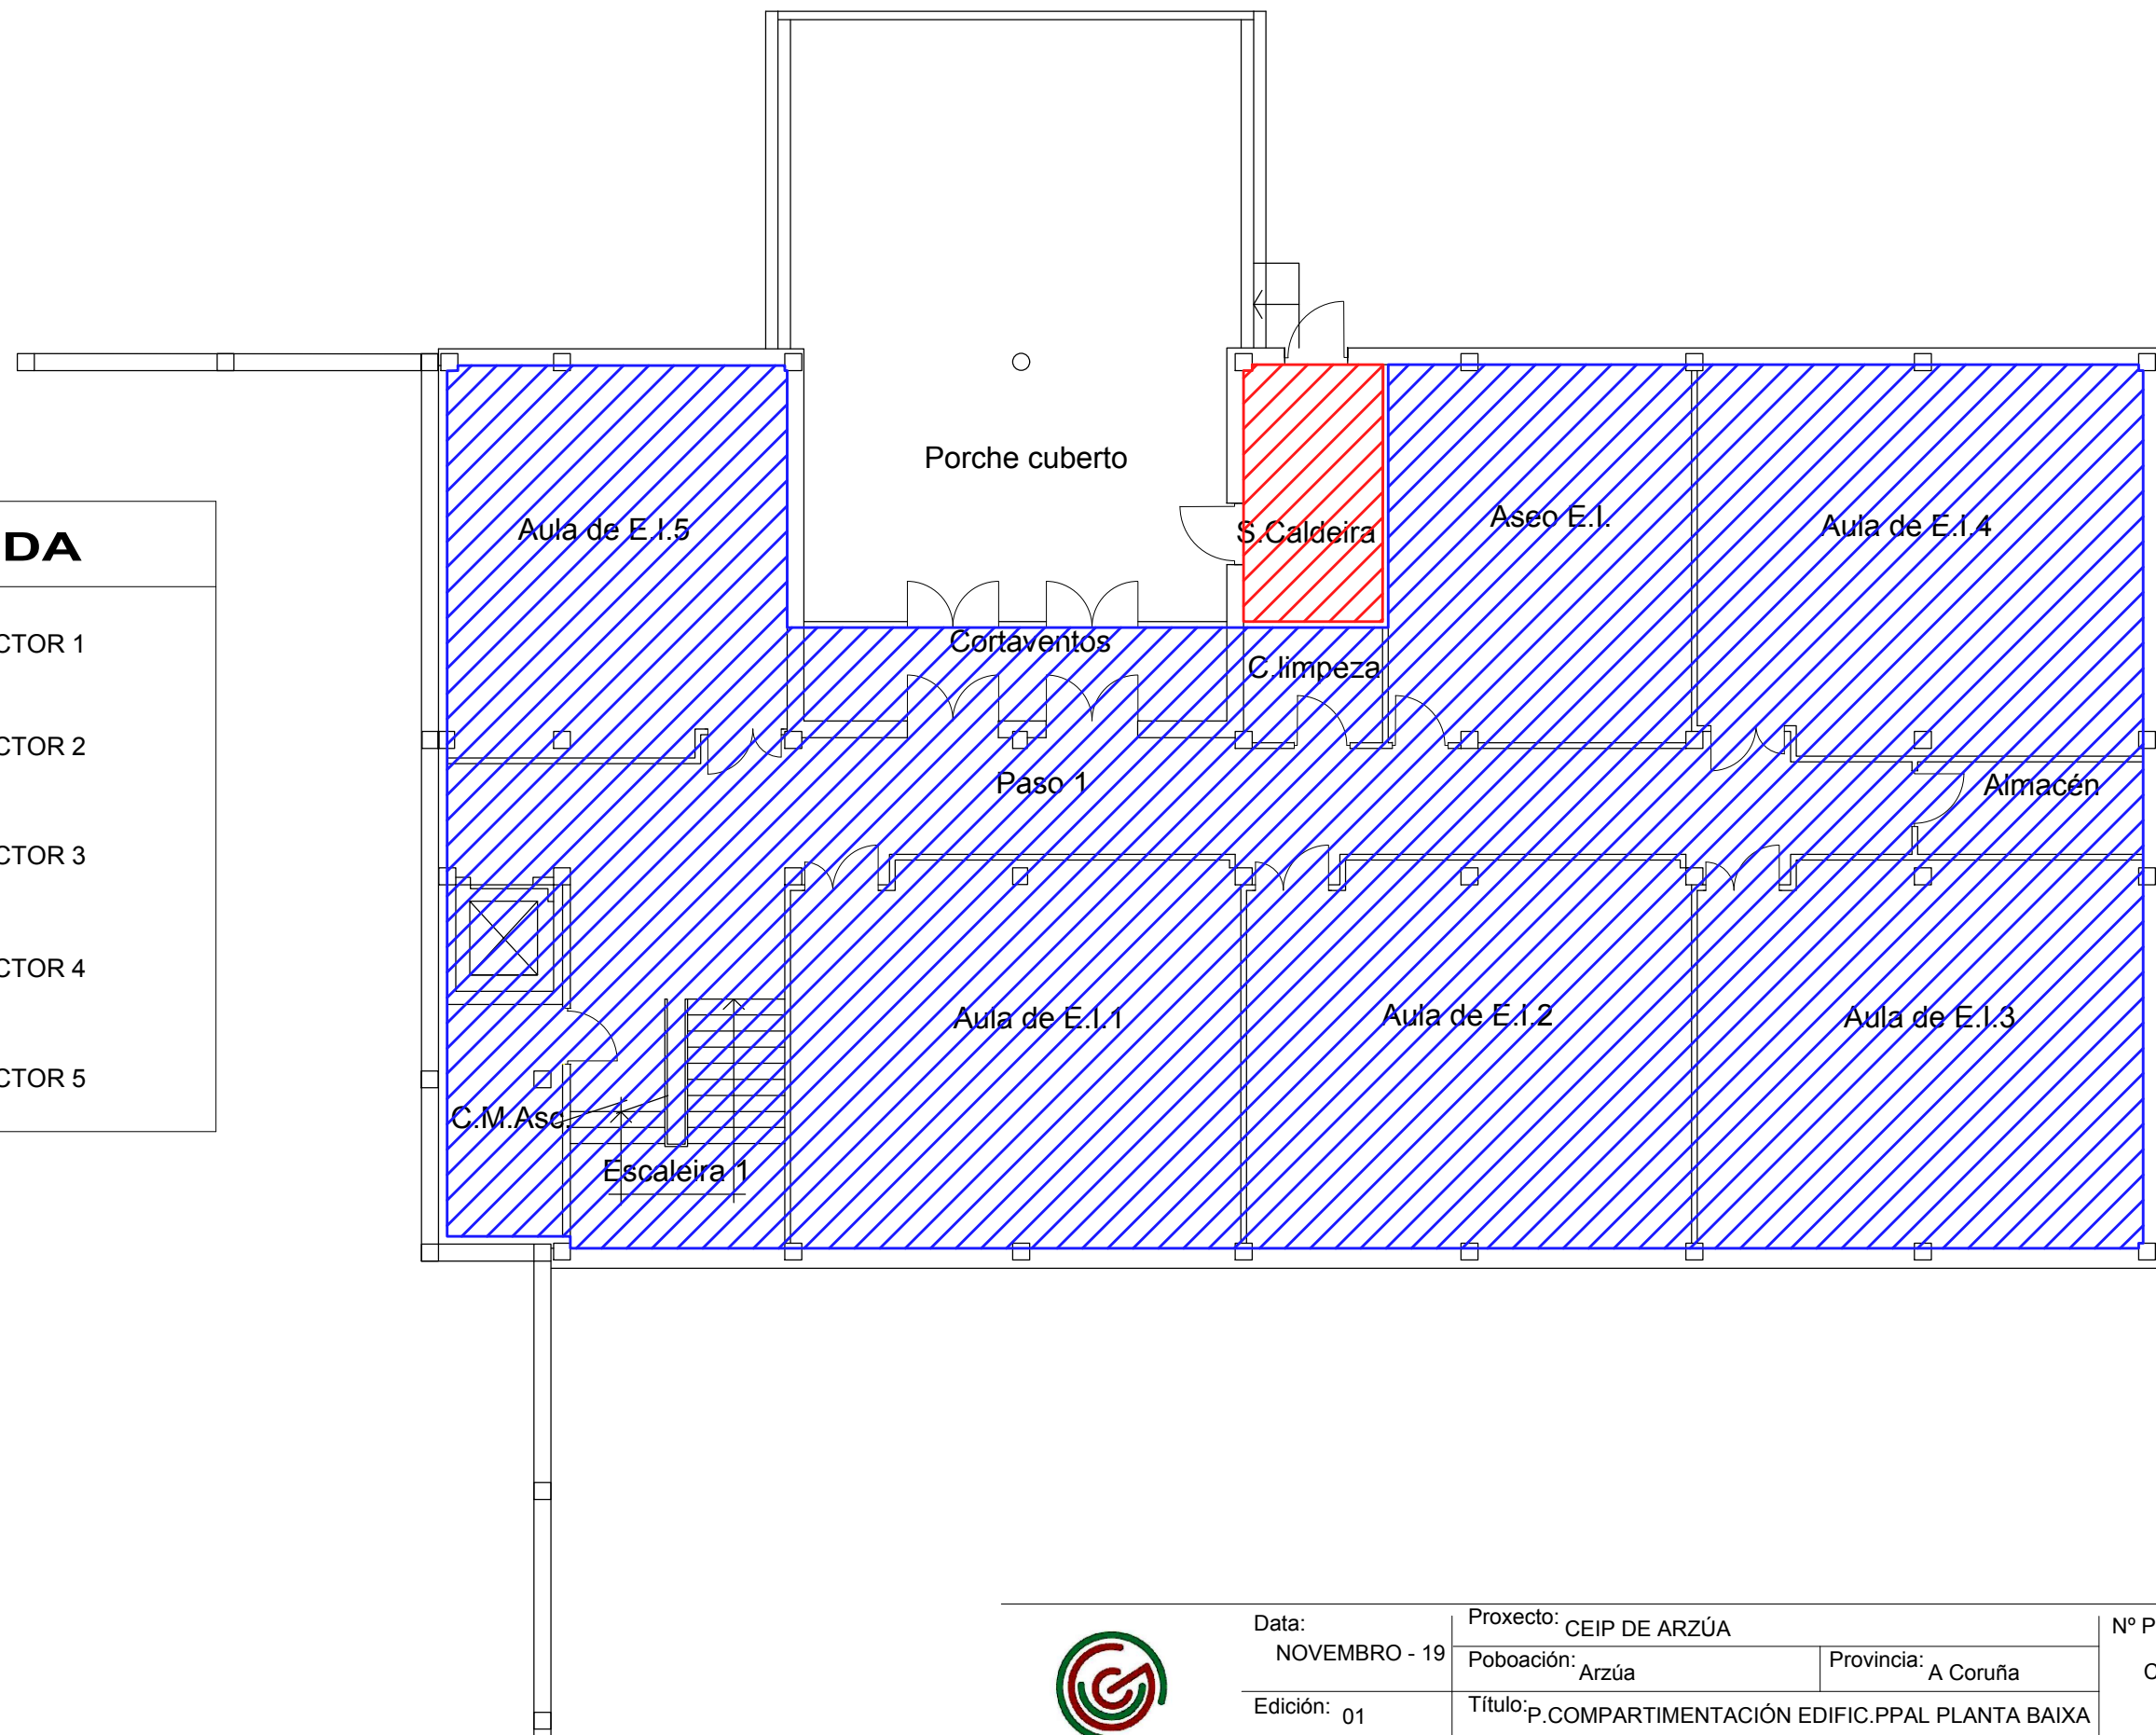 Porche cuberto
Aula de E.I.5
S.Caldeira
Aseo E.I.
Aula de E.I.4
DA
CTOR 1
CTOR 2
CTOR 3
CTOR 4
CTOR 5
Cortaventos
C.limpeza
Paso 1
Almacén
Aula de E.I.1
Aula de E.I.2
Aula de E.I.3
C.M.Asc.
Escaleira 1
Data:
NOVEMBRO - 19
Proxecto: CEIP DE ARZÚA
Nº P
Poboación: Arzúa
Provincia: A Coruña
C
Edición: 01
Título: P.COMPARTIMENTACIÓN EDIFIC.PPAL PLANTA BAIXA